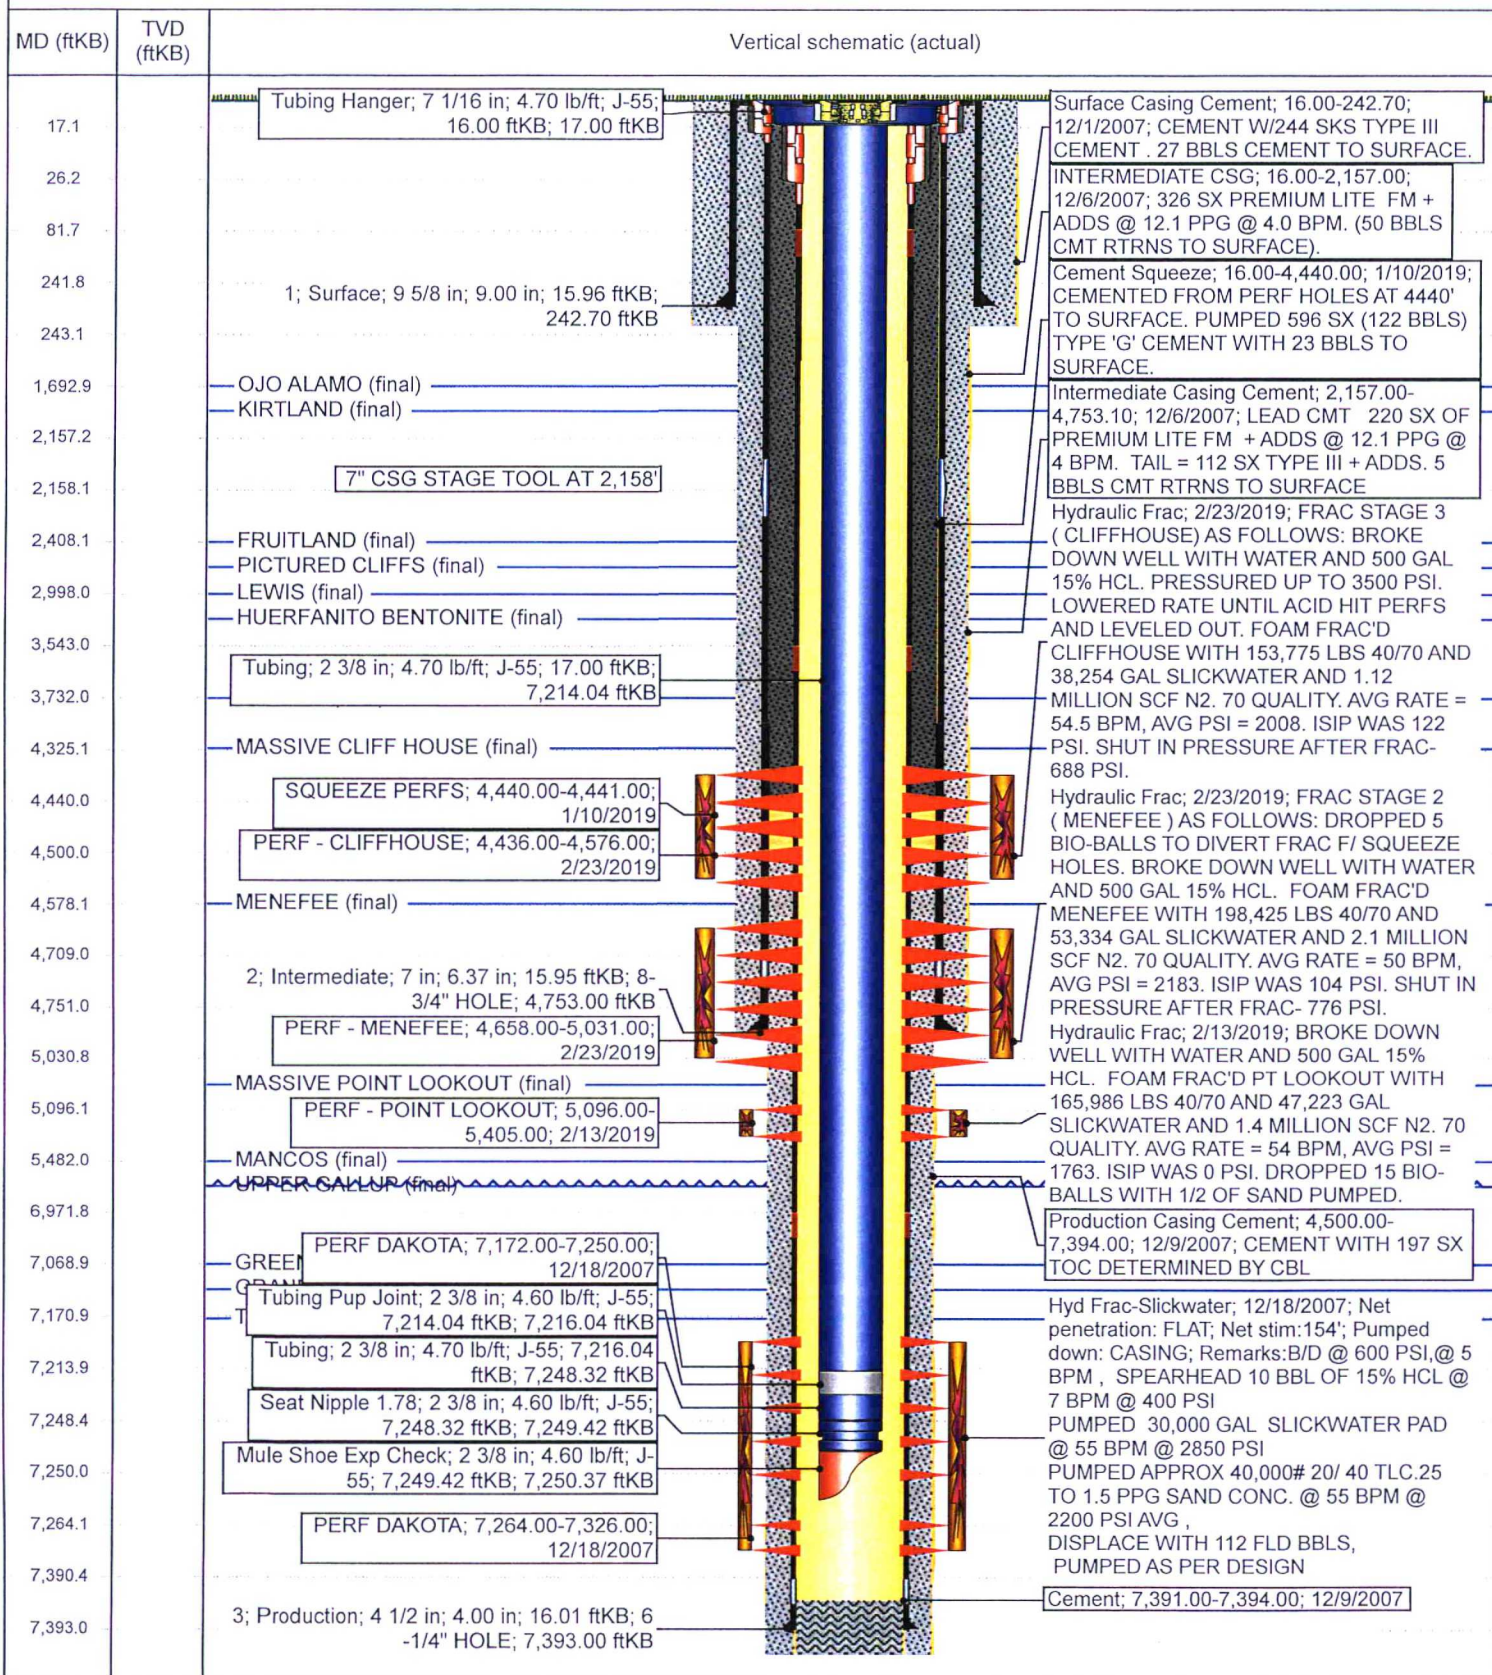 MD (ftKB)
TVD
(ftKB)
Vertical schematic (actual)
17.1
26.2
81.7
241.8
243.1
1,692.9
2,157.2
2,158.1
2,408.1
2,998.0
3,543.0
3,732.0
4,325.1
4,440.0
4,500.0
4,578.1
4,709.0
4,751.0
5,030.8
5,096.1
5,482.0
6,971.8
7,068.9
7,170.9
7,213.9
7,248.4
7,250.0
7,264.1
7,390.4
7,393.0
Tubing Hanger; 7 1/16 in; 4.70 lb/ft; J-55;
16.00 ftKB; 17.00 ftKB
1; Surface; 9 5/8 in; 9.00 in; 15.96 ftKB;
242.70 ftKB
OJO ALAMO (final)
KIRTLAND (final)
7" CSG STAGE TOOL AT 2,158'
FRUITLAND (final)
PICTURED CLIFFS (final)
LEWIS (final)
HUERFANITO BENTONITE (final)
Tubing; 2 3/8 in; 4.70 lb/ft; J-55; 17.00 ftKB;
7,214.04 ftKB
MASSIVE CLIFF HOUSE (final)
SQUEEZE PERFS; 4,440.00-4,441.00;
1/10/2019
PERF - CLIFFHOUSE; 4,436.00-4,576.00;
2/23/2019
MENEFEE (final)
2; Intermediate; 7 in; 6.37 in; 15.95 ftKB; 8-
3/4" HOLE; 4,753.00 ftKB
PERF - MENEFEE; 4,658.00-5,031.00;
2/23/2019
MASSIVE POINT LOOKOUT (final)
PERF - POINT LOOKOUT; 5,096.00-
5,405.00; 2/13/2019
MANCOS (final)
UPPER GALLUP (final)
PERF DAKOTA; 7,172.00-7,250.00;
12/18/2007
Tubing Pup Joint; 2 3/8 in; 4.60 lb/ft; J-55;
7,214.04 ftKB; 7,216.04 ftKB
Tubing; 2 3/8 in; 4.70 lb/ft; J-55; 7,216.04
ftKB; 7,248.32 ftKB
Seat Nipple 1.78; 2 3/8 in; 4.60 lb/ft; J-55;
7,248.32 ftKB; 7,249.42 ftKB
Mule Shoe Exp Check; 2 3/8 in; 4.60 lb/ft; J-
55; 7,249.42 ftKB; 7,250.37 ftKB
PERF DAKOTA; 7,264.00-7,326.00;
12/18/2007
3; Production; 4 1/2 in; 4.00 in; 16.01 ftKB; 6
-1/4" HOLE; 7,393.00 ftKB
Surface Casing Cement; 16.00-242.70;
12/1/2007; CEMENT W/244 SKS TYPE III
CEMENT . 27 BBLS CEMENT TO SURFACE.
INTERMEDIATE CSG; 16.00-2,157.00;
12/6/2007; 326 SX PREMIUM LITE FM +
ADDS @ 12.1 PPG @ 4.0 BPM. (50 BBLS
CMT RTRNS TO SURFACE).
Cement Squeeze; 16.00-4,440.00; 1/10/2019;
CEMENTED FROM PERF HOLES AT 4440'
TO SURFACE. PUMPED 596 SX (122 BBLS)
TYPE 'G' CEMENT WITH 23 BBLS TO
SURFACE.
Intermediate Casing Cement; 2,157.00-
4,753.10; 12/6/2007; LEAD CMT 220 SX OF
PREMIUM LITE FM + ADDS @ 12.1 PPG @
4 BPM. TAIL = 112 SX TYPE III + ADDS. 5
BBLS CMT RTRNS TO SURFACE
Hydraulic Frac; 2/23/2019; FRAC STAGE 3
( CLIFFHOUSE) AS FOLLOWS: BROKE
DOWN WELL WITH WATER AND 500 GAL
15% HCL. PRESSURED UP TO 3500 PSI.
LOWERED RATE UNTIL ACID HIT PERFS
AND LEVELED OUT. FOAM FRAC'D
CLIFFHOUSE WITH 153,775 LBS 40/70 AND
38,254 GAL SLICKWATER AND 1.12
MILLION SCF N2. 70 QUALITY. AVG RATE =
54.5 BPM, AVG PSI = 2008. ISIP WAS 122
PSI. SHUT IN PRESSURE AFTER FRAC-
688 PSI.
Hydraulic Frac; 2/23/2019; FRAC STAGE 2
( MENEFEE ) AS FOLLOWS: DROPPED 5
BIO-BALLS TO DIVERT FRAC F/ SQUEEZE
HOLES. BROKE DOWN WELL WITH WATER
AND 500 GAL 15% HCL. FOAM FRAC'D
MENEFEE WITH 198,425 LBS 40/70 AND
53,334 GAL SLICKWATER AND 2.1 MILLION
SCF N2. 70 QUALITY. AVG RATE = 50 BPM,
AVG PSI = 2183. ISIP WAS 104 PSI. SHUT IN
PRESSURE AFTER FRAC- 776 PSI.
Hydraulic Frac; 2/13/2019; BROKE DOWN
WELL WITH WATER AND 500 GAL 15%
HCL. FOAM FRAC'D PT LOOKOUT WITH
165,986 LBS 40/70 AND 47,223 GAL
SLICKWATER AND 1.4 MILLION SCF N2. 70
QUALITY. AVG RATE = 54 BPM, AVG PSI =
1763. ISIP WAS 0 PSI. DROPPED 15 BIO-
BALLS WITH 1/2 OF SAND PUMPED.
Production Casing Cement; 4,500.00-
7,394.00; 12/9/2007; CEMENT WITH 197 SX
TOC DETERMINED BY CBL
Hyd Frac-Slickwater; 12/18/2007; Net
penetration: FLAT; Net stim:154'; Pumped
down: CASING; Remarks:B/D @ 600 PSI,@ 5
BPM , SPEARHEAD 10 BBL OF 15% HCL @
7 BPM @ 400 PSI
PUMPED 30,000 GAL SLICKWATER PAD
@ 55 BPM @ 2850 PSI
PUMPED APPROX 40,000# 20/ 40 TLC.25
TO 1.5 PPG SAND CONC. @ 55 BPM @
2200 PSI AVG ,
DISPLACE WITH 112 FLD BBLS,
PUMPED AS PER DESIGN
Cement; 7,391.00-7,394.00; 12/9/2007